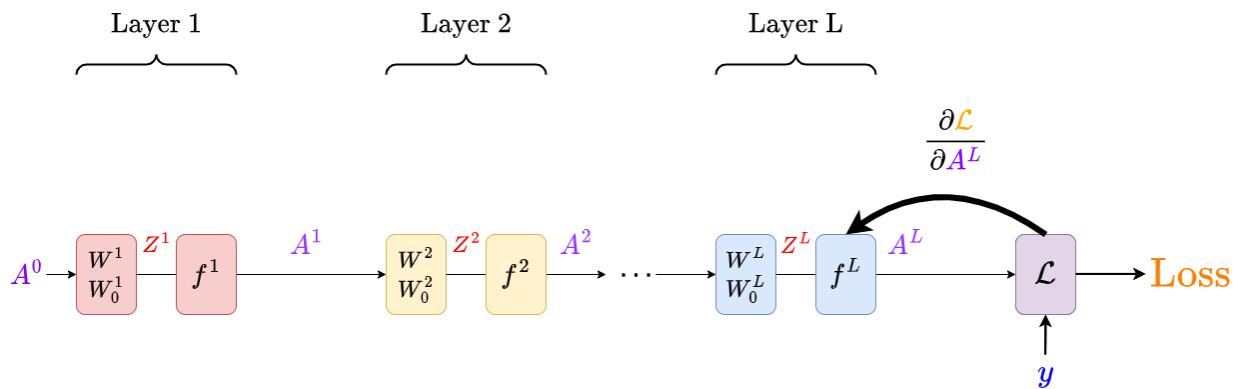 Layer 1
Layer 2
Layer L
∂ℒ
∂A^L
A^0
W^1
W_0^1
Z^1
f^1
A^1
W^2
W_0^2
Z^2
f^2
A^2
...
W^L
W_0^L
Z^L
f^L
A^L
ℒ
Loss
y